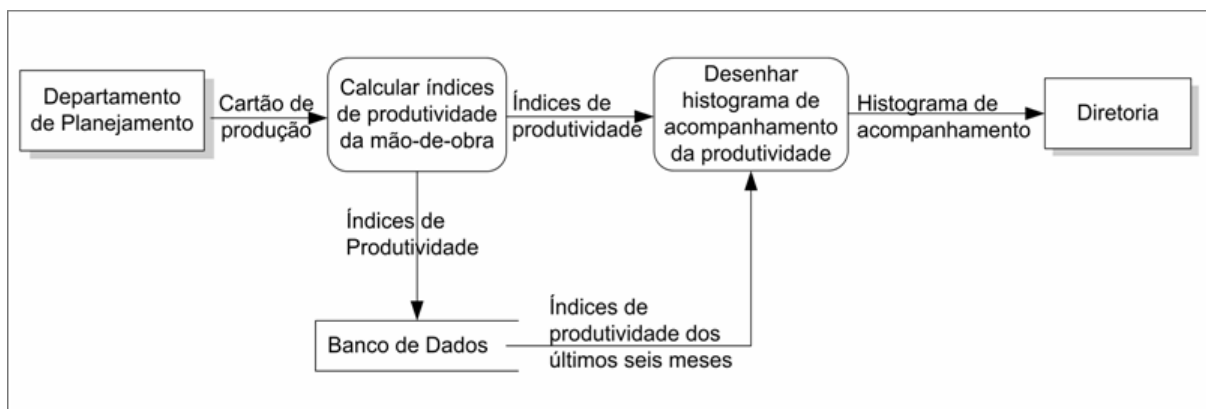 Departamento
de Planejamento
Cartão de
produção
Calcular índices
de produtividade
da mão-de-obra
Índices de
produtividade
Desenhar
histograma de
acompanhamento
da produtividade
Histograma de
acompanhamento
Diretoria
Índices de
Produtividade
Banco de Dados
Índices de
produtividade dos
últimos seis meses